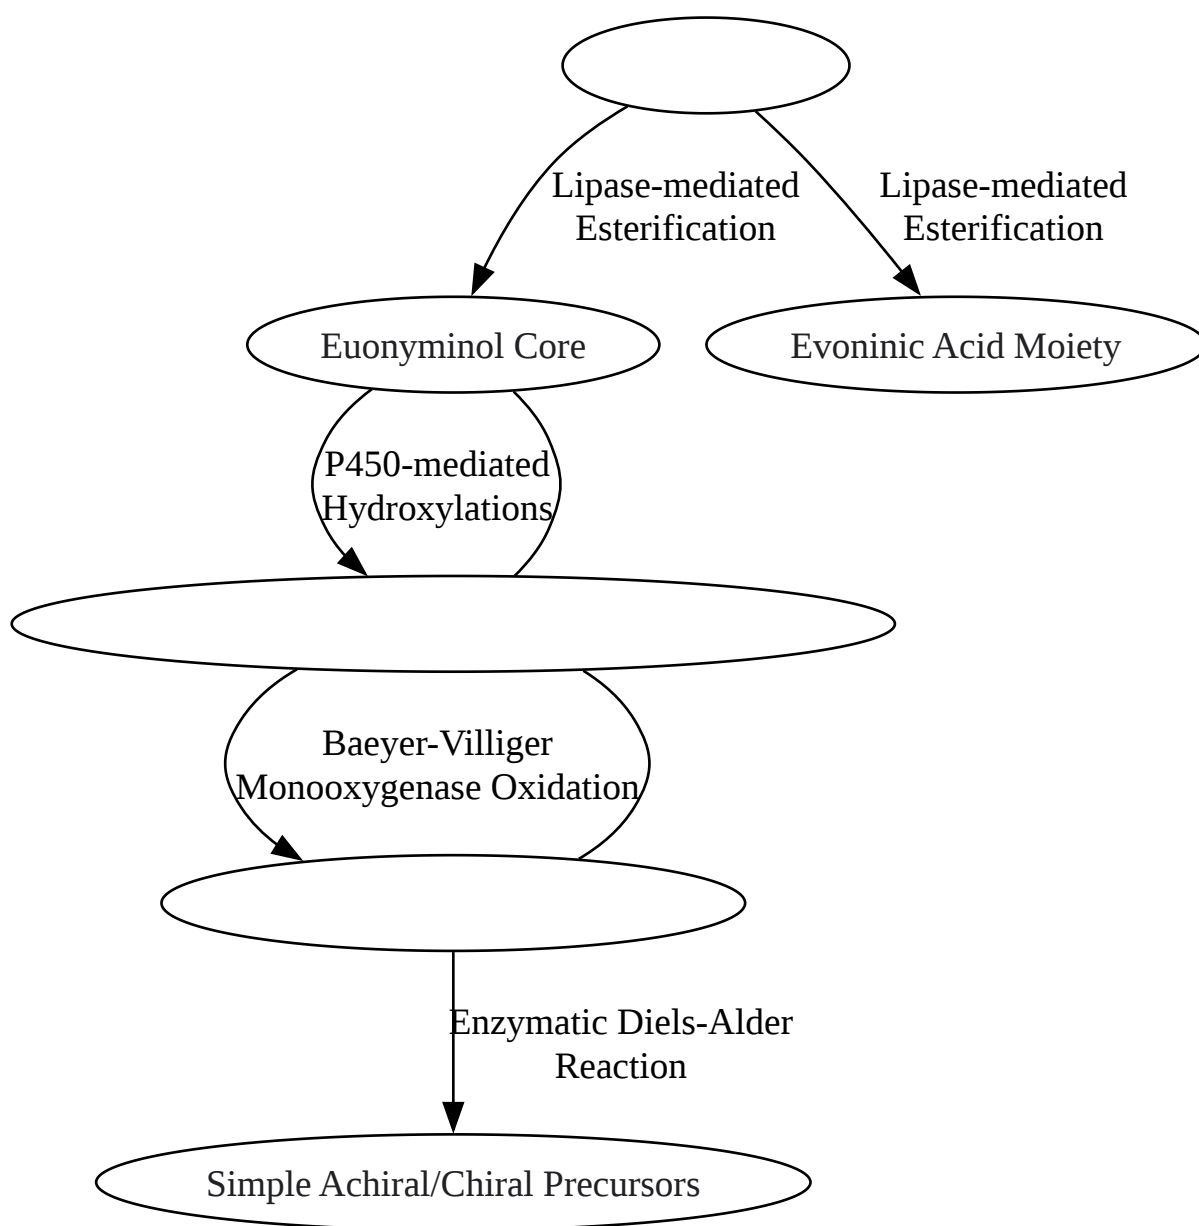 Lipase-mediated
Esterification
Lipase-mediated
Esterification
Euonyminol Core
Evoninic Acid Moiety
P450-mediated
Hydroxylations
Baeyer-Villiger
Monooxygenase Oxidation
Enzymatic Diels-Alder
Reaction
Simple Achiral/Chiral Precursors